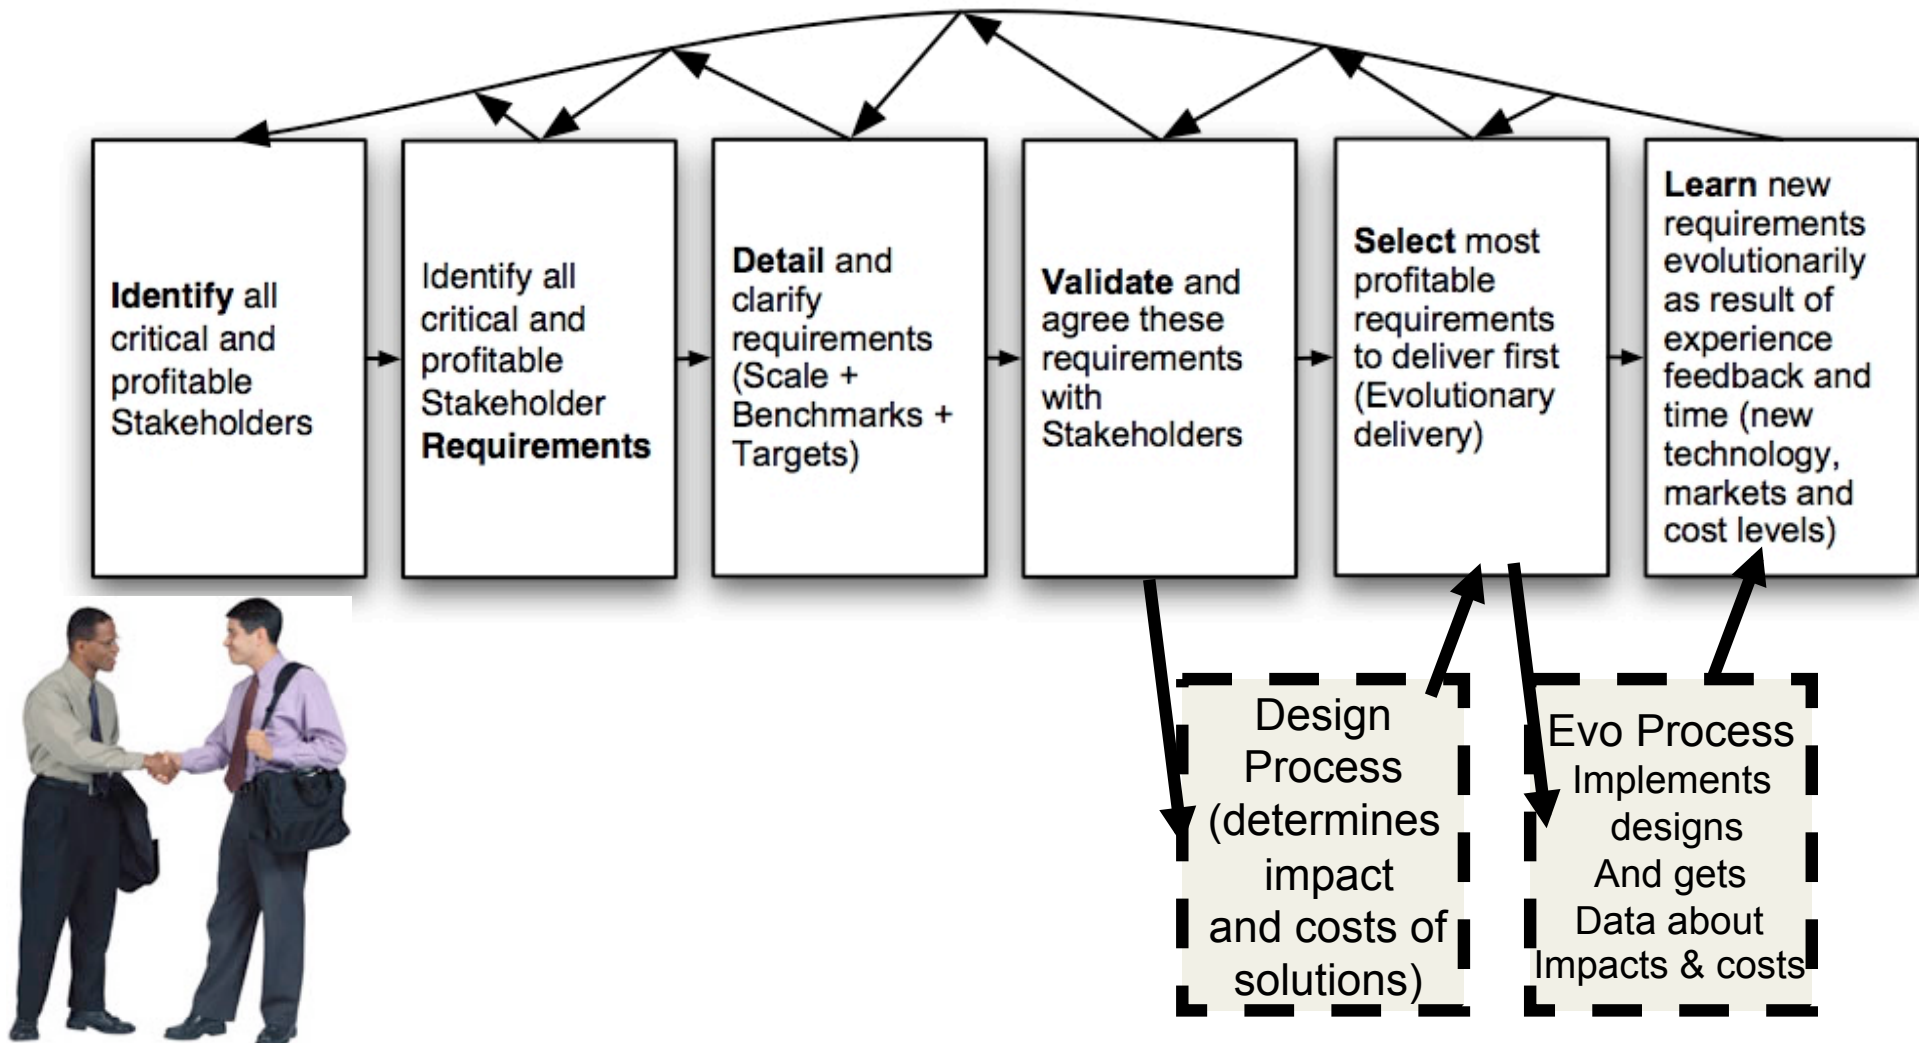 Identify all
critical and
profitable
Stakeholders
Identify all
critical and
profitable
Stakeholder
Requirements
Detail and
clarify
requirements
(Scale +
Benchmarks +
Targets)
Validate and
agree these
requirements
with
Stakeholders
Select most
profitable
requirements
to deliver first
(Evolutionary
delivery)
Learn new
requirements
evolutionarily
as result of
experience
feedback and
time (new
technology,
markets and
cost levels)
Design
Process
(determines
impact
and costs of
solutions)
Evo Process
Implements
designs
And gets
Data about
Impacts & costs